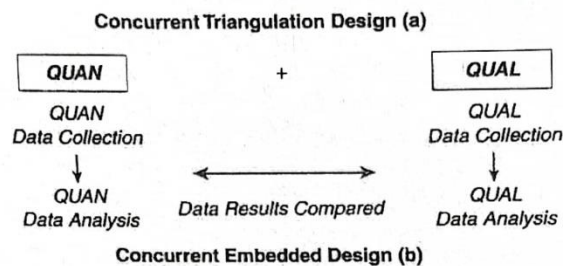 Concurrent Triangulation Design (a)
QUAN + QUAL
QUAN QUAL
Data Collection Data Collection
QUAN QUAL
Data Analysis Data Results Compared Data Analysis
Concurrent Embedded Design (b)